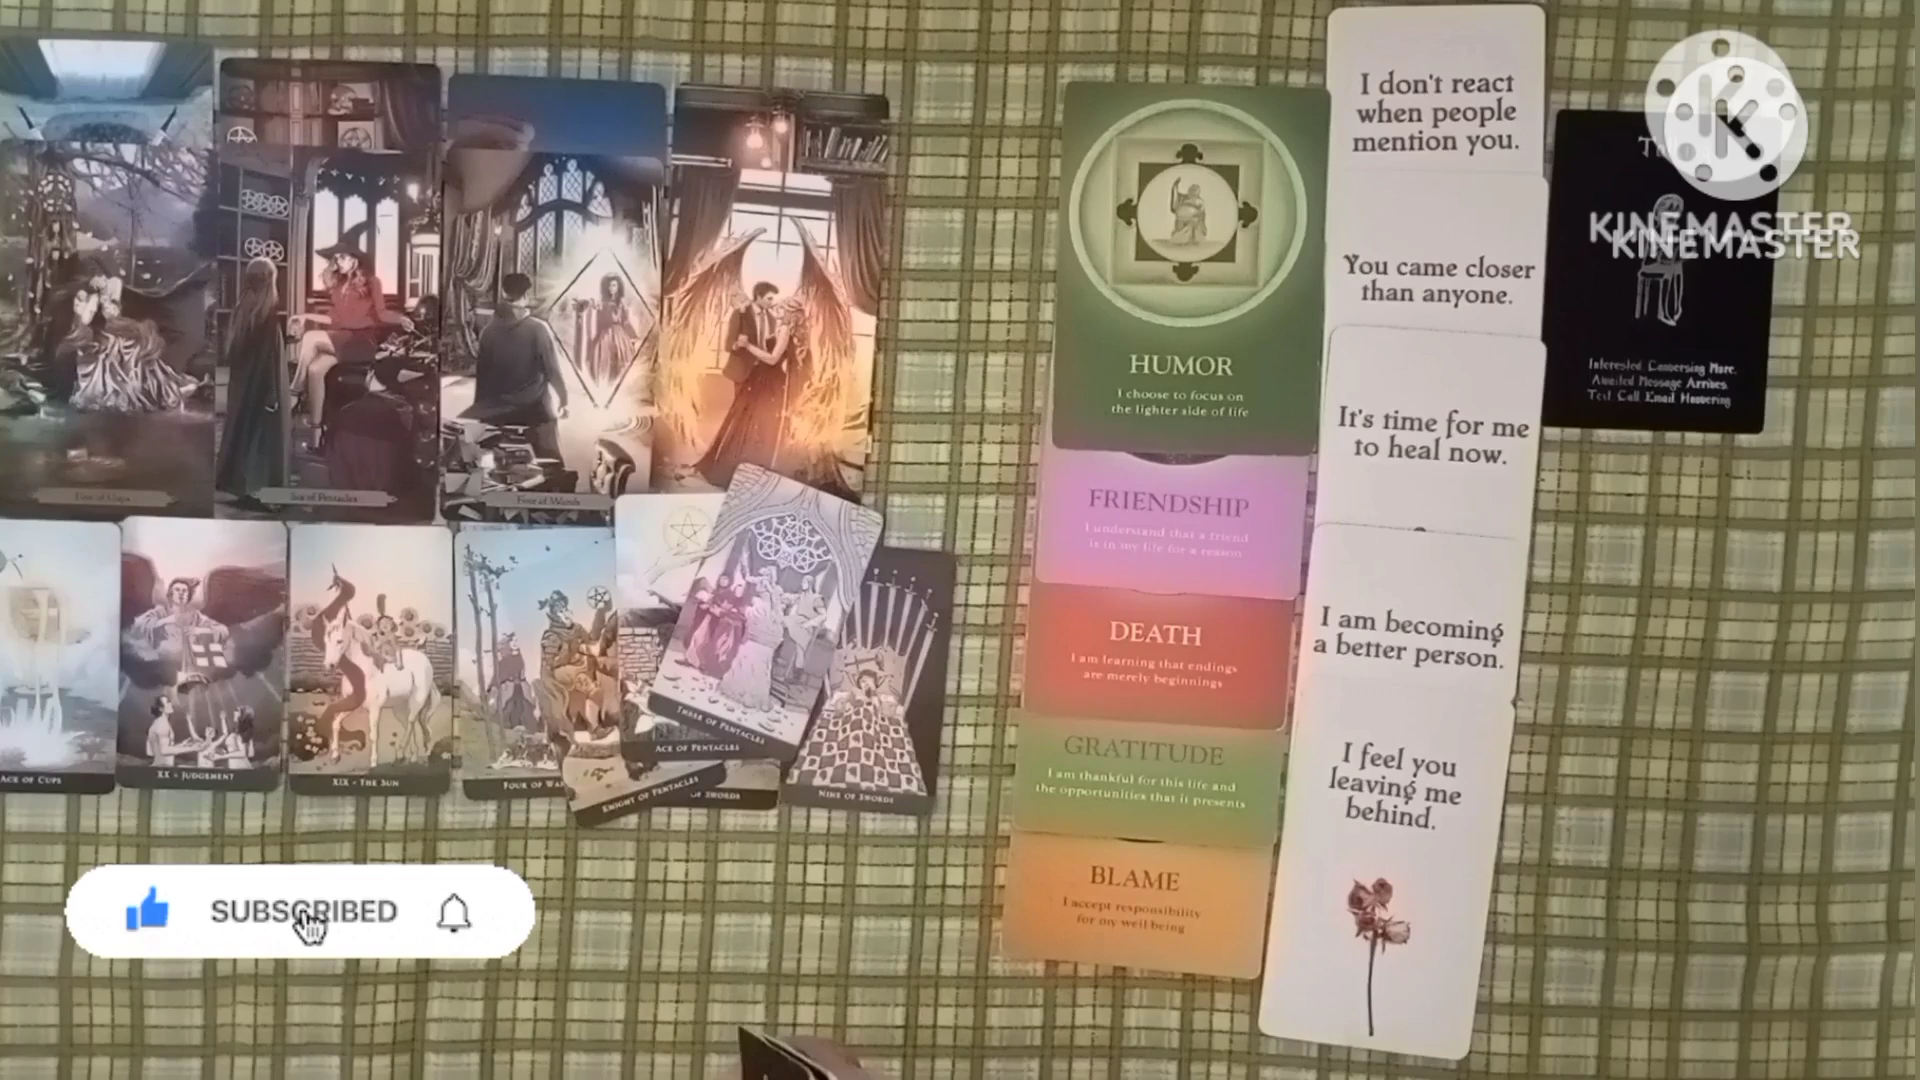 Six of Pentacles
Five of Wands
ACE OF CUPS
XX - JUDGEMENT
XIX - THE SUN
FOUR OF WAN
ACE OF PENTACLES
THREE OF PENTACLES
KNIGHT OF PENTACLES
OF SWORDS
NINE OF SWORDS
SUBSCRIBED
HUMOR
I choose to focus on
the lighter side of life
FRIENDSHIP
I understand that a friend
is in my life for a reason
DEATH
I am learning that endings
are merely beginnings
GRATITUDE
I am thankful for this life and
the opportunities that it presents
BLAME
I accept responsibility
for my well being
I don't react
when people
mention you.
You came closer
than anyone.
It's time for me
to heal now.
I am becoming
a better person.
I feel you
leaving me
behind.
KINEMASTER
KINEMASTER
Interested Conversing More.
Awaited Message Arrives.
Text Call Email Hovering